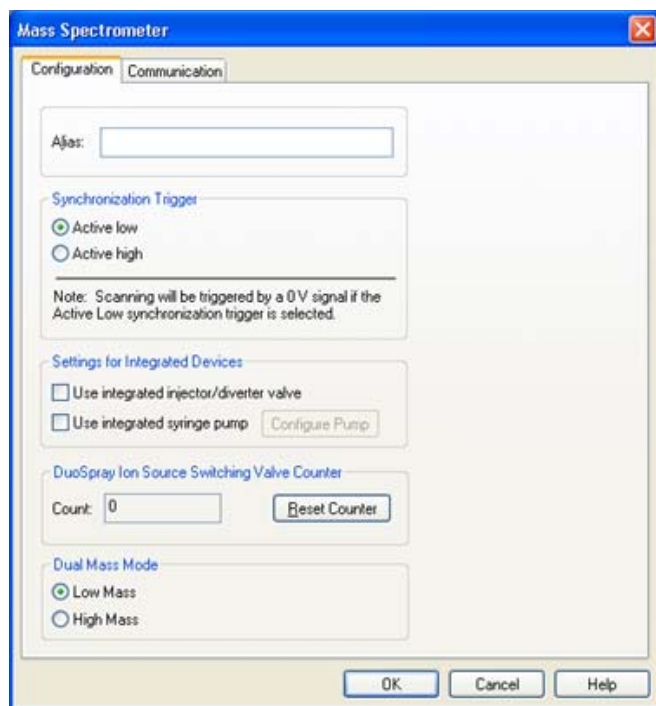 Mass Spectrometer
Configuration Communication
Alias:
Synchronization Trigger
Active low
Active high
Note: Scanning will be triggered by a 0 V signal if the
Active Low synchronization trigger is selected.
Settings for Integrated Devices
Use integrated injector/diverter valve
Use integrated syringe pump Configure Pump
DuoSpray Ion Source Switching Valve Counter
Count: 0 Reset Counter
Dual Mass Mode
Low Mass
High Mass
OK Cancel Help